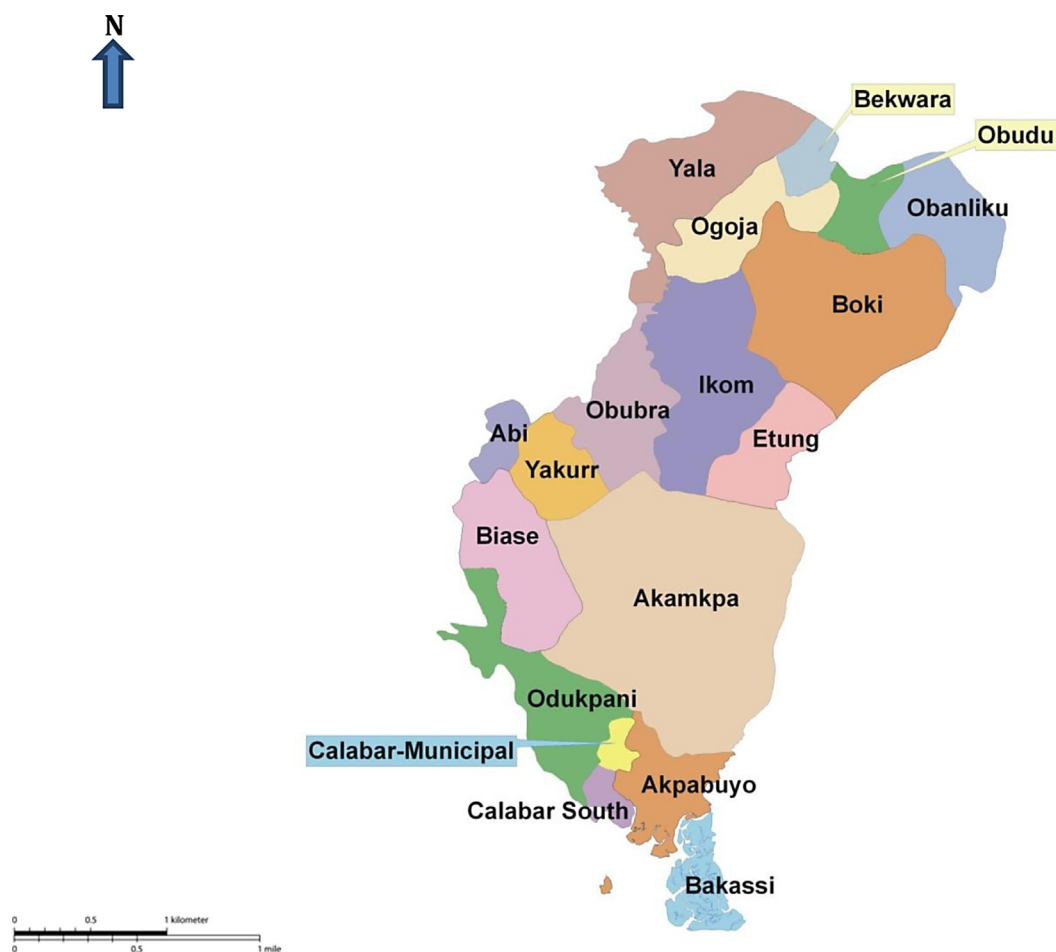 N
Bekwara
Obudu
Yala
Obanliku
Ogoja
Boki
Ikom
Obubra
Abi
Etung
Yakurr
Biase
Akamkpa
Odukpani
Calabar-Municipal
Akpabuyo
Calabar South
Bakassi
0 0.5 1 kilometer
0 0.5 1 mile